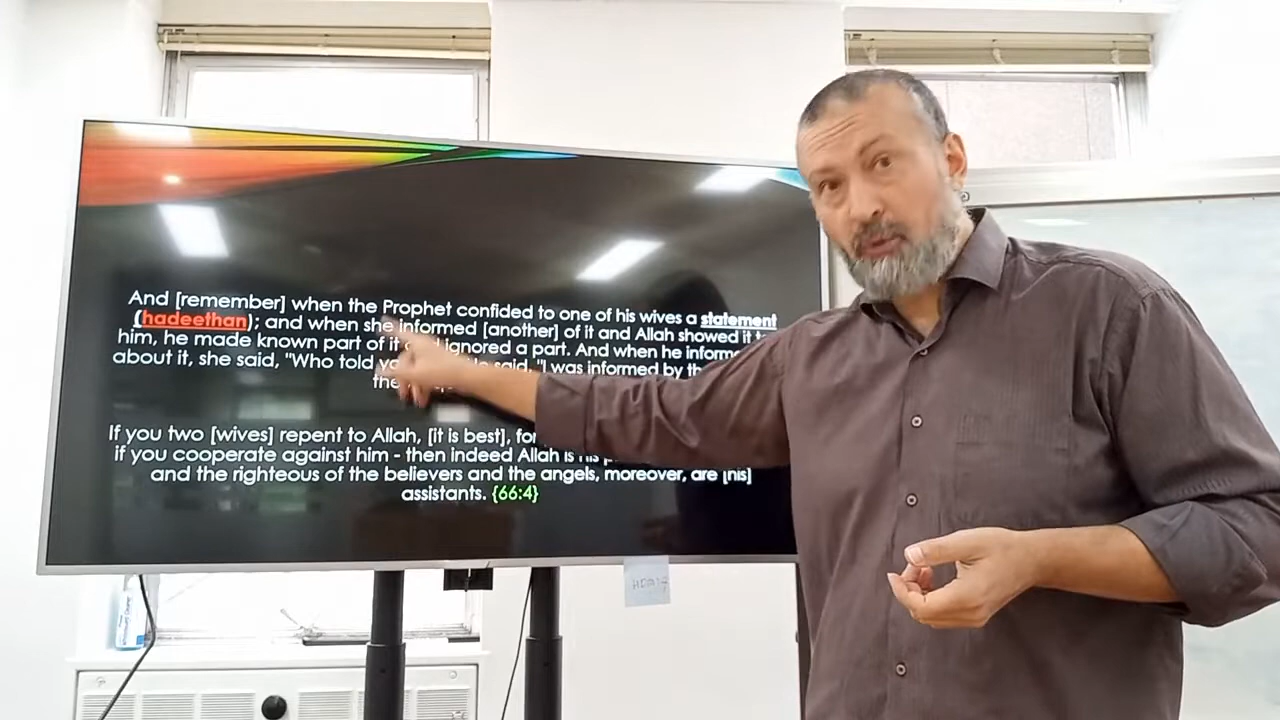 And [remember] when the Prophet confided to one of his wives a statement
(hadeethan); and when she informed [another] of it and Allah showed it to
him, he made known part of it ignored a part. And when he
about it, she said, "Who told said, "I was informed by
If you two [wives] repent to Allah, [it is best],
if you cooperate against him - then indeed Allah is
and the righteous of the believers and the angels, moreover, are [his]
assistants. {66:4}